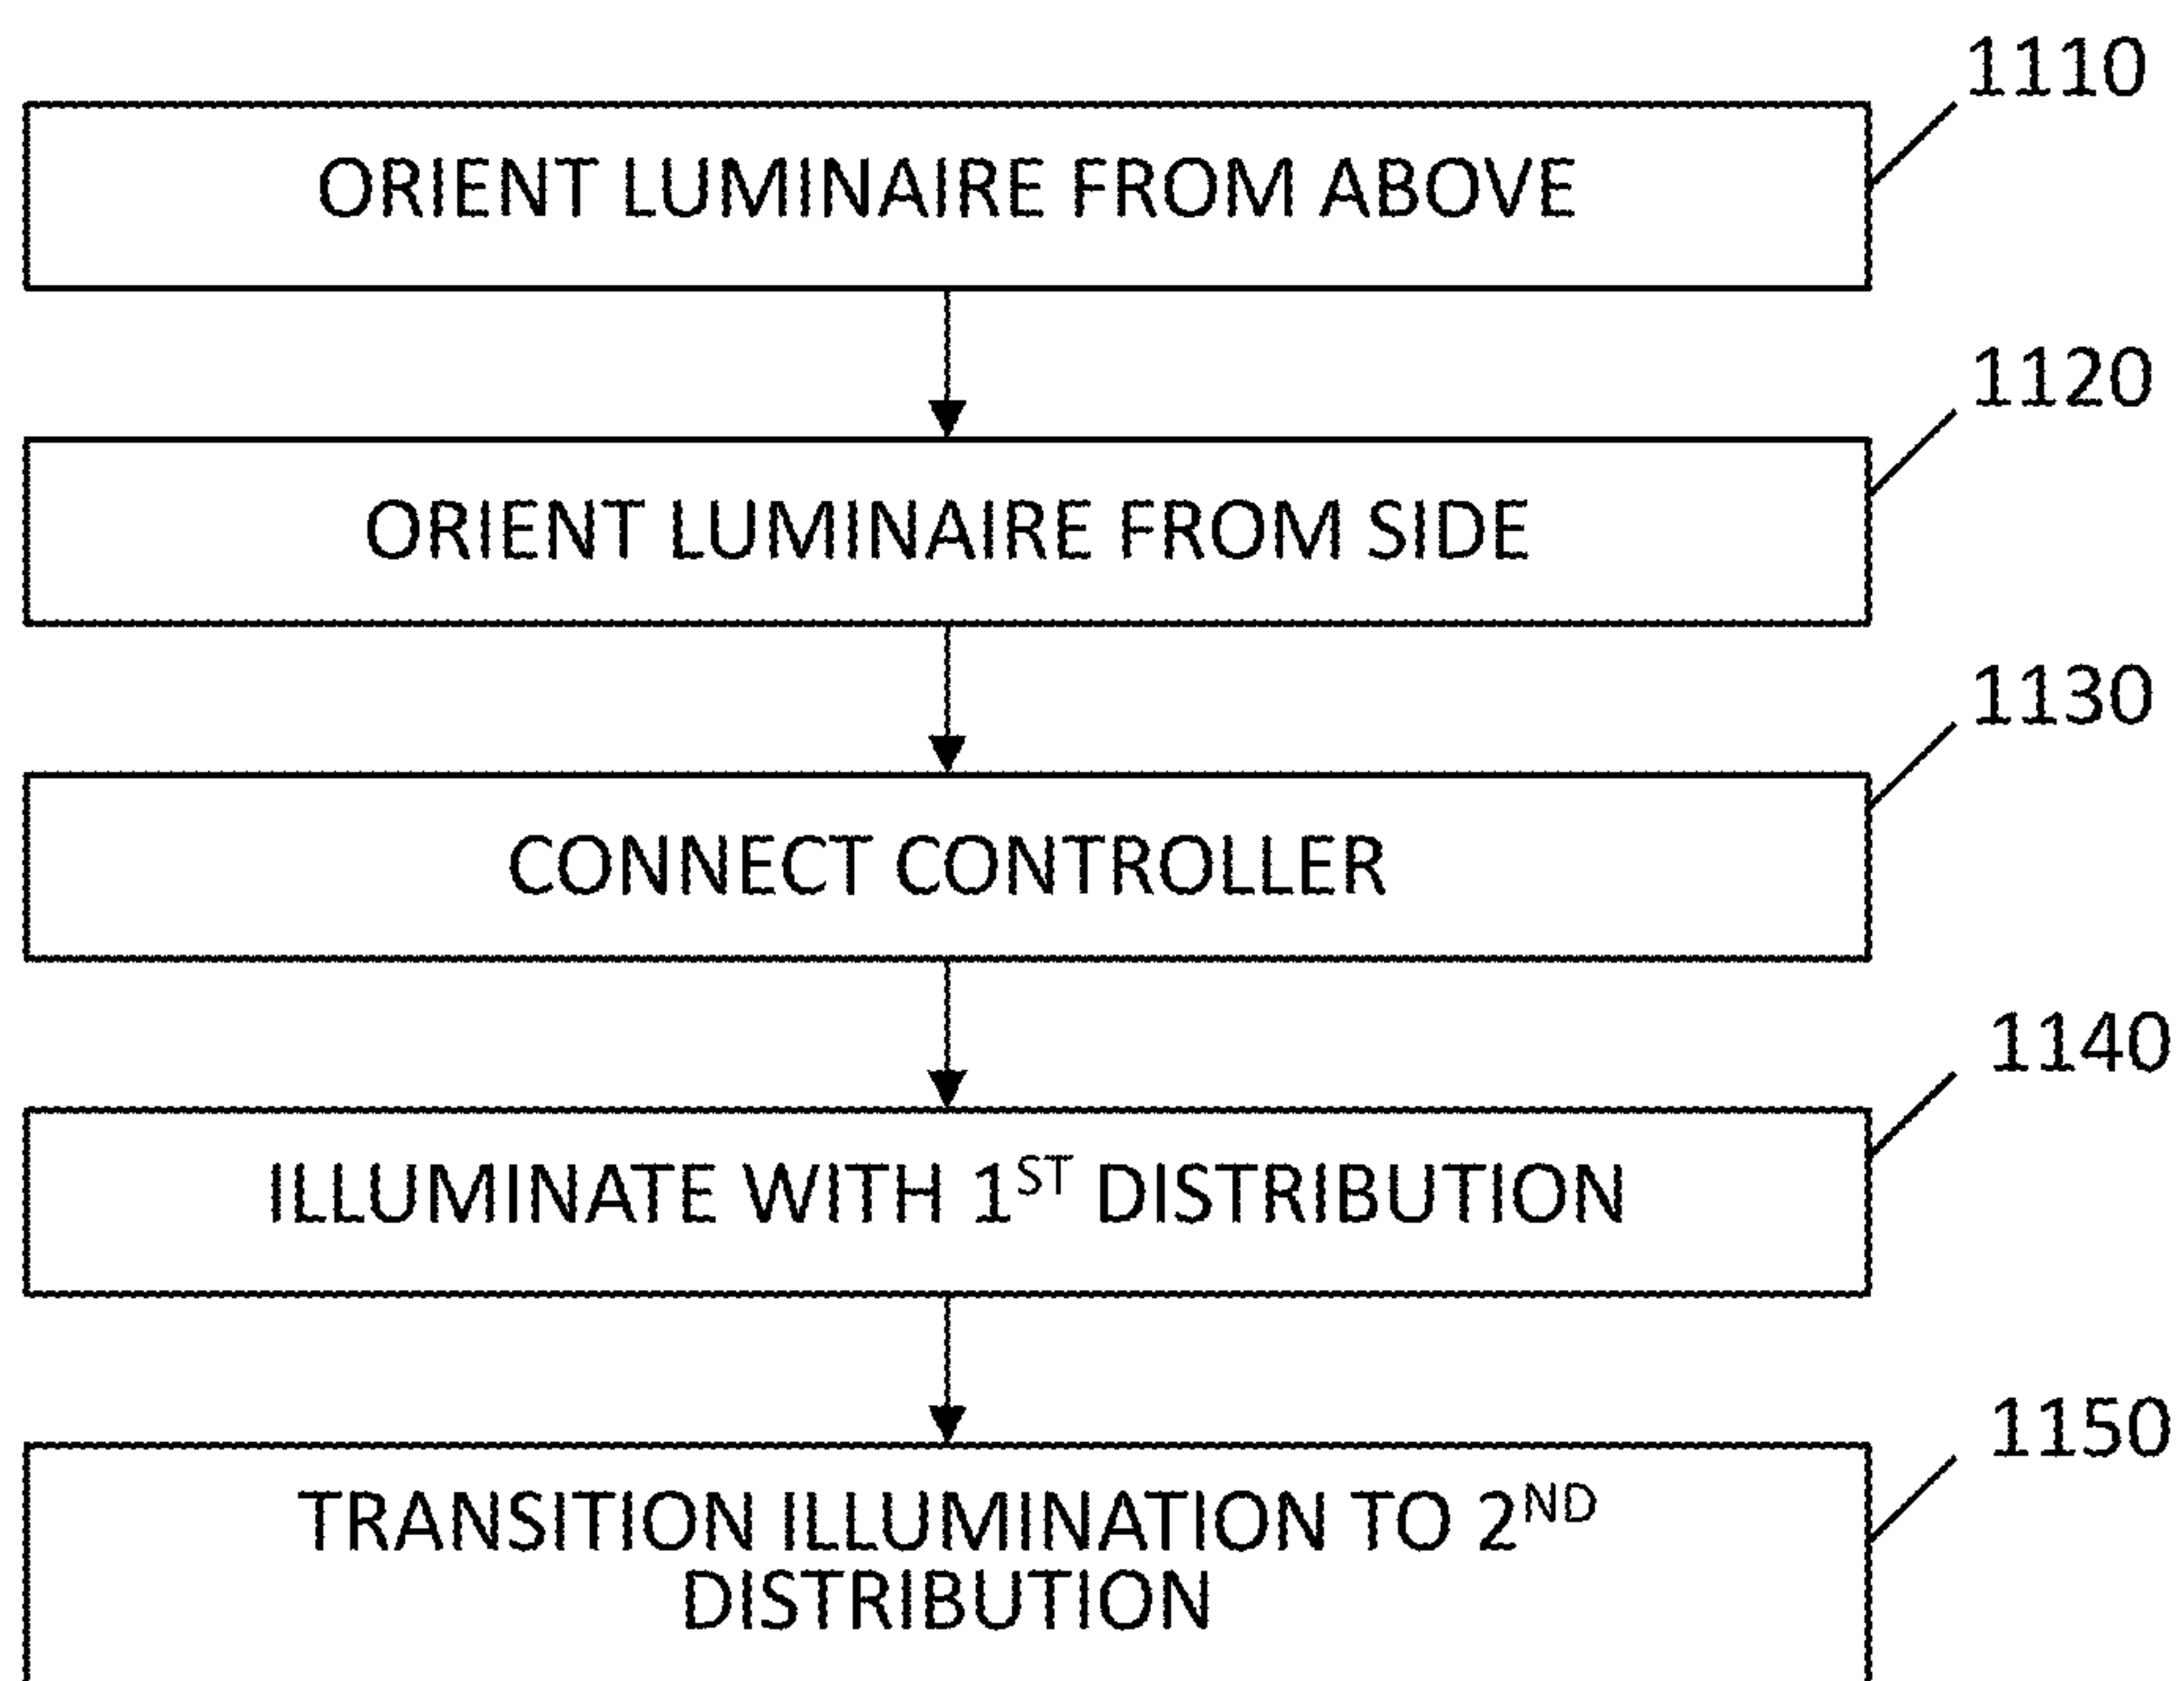 1110
ORIENT LUMINAIRE FROM ABOVE
1120
ORIENT LUMINAIRE FROM SIDE
1130
CONNECT CONTROLLER
1140
ILLUMINATE WITH 1ST DISTRIBUTION
1150
TRANSITION ILLUMINATION TO 2ND
DISTRIBUTION